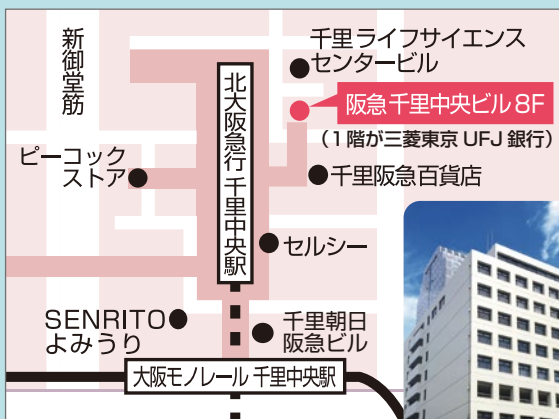 新御堂筋
千里ライフサイエンス
センタービル
阪急千里中央ビル8F
(1階が三菱東京UFJ銀行)
北大阪急行 千里中央駅
ピーコック
ストア
千里阪急百貨店
セルシー
SENRITO
よみうり
千里朝日
阪急ビル
大阪モノレール 千里中央駅